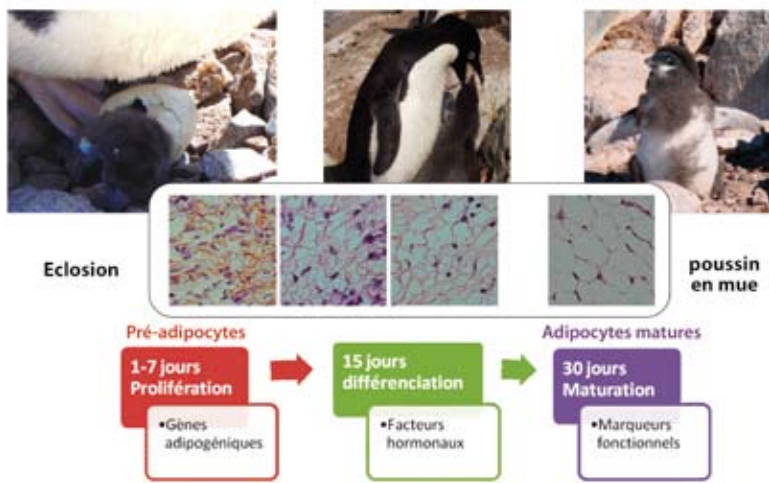 Eclosion
poussin
en mue
Pré-adipocytes
1-7 jours
Prolifération
•Gènes
adipogéniques
15 jours
différenciation
•Facteurs
hormonaux
Adipocytes matures
30 jours
Maturation
•Marqueurs
fonctionnels